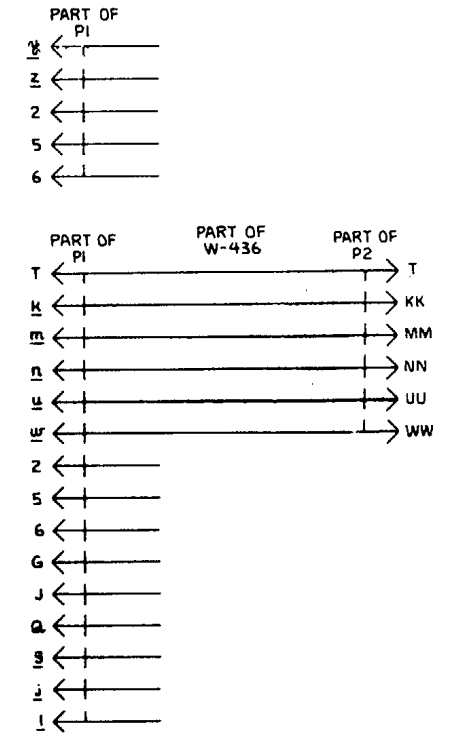 PART OF
P1
z
2
5
6
PART OF
P1
PART OF
W-436
PART OF
P2
T T
k KK
m MM
n NN
u UU
w WW
2
5
6
G
J
Q
g
j